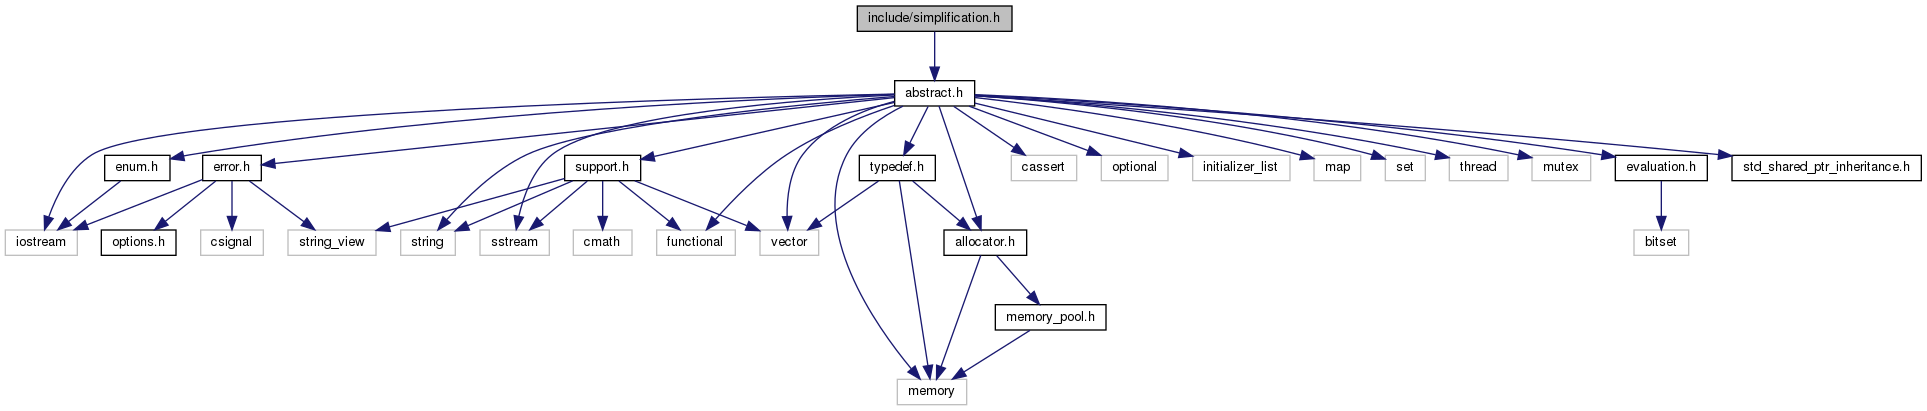 include/simplification.h
abstract.h
enum.h
error.h
support.h
typedef.h
cassert
optional
initializer_list
map
set
thread
mutex
evaluation.h
std_shared_ptr_inheritance.h
iostream
options.h
csignal
string_view
string
sstream
cmath
functional
vector
allocator.h
bitset
memory_pool.h
memory